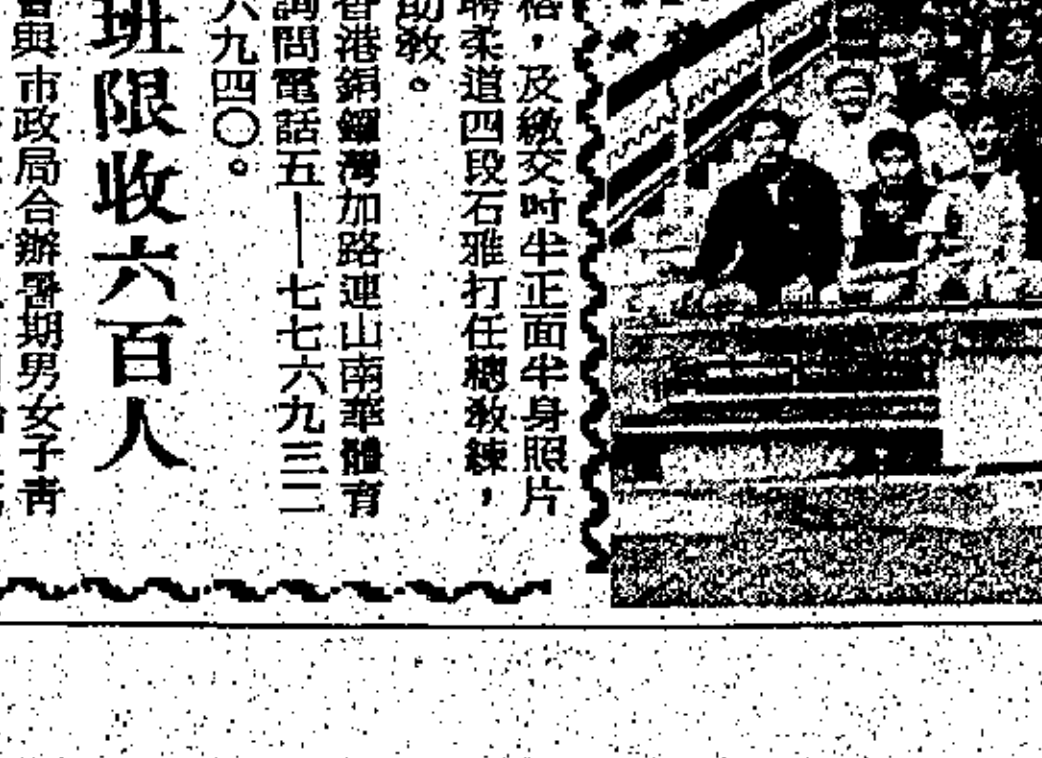 格,及繳交吋半正面半身照片
聘柔道四段石雅打任總教練,
助教。
香港銅鑼灣加路連山南華體育
詢問電話五——七七六九三二
六九四〇。
班限收六百人
會與市政局合辦暑期男女子青